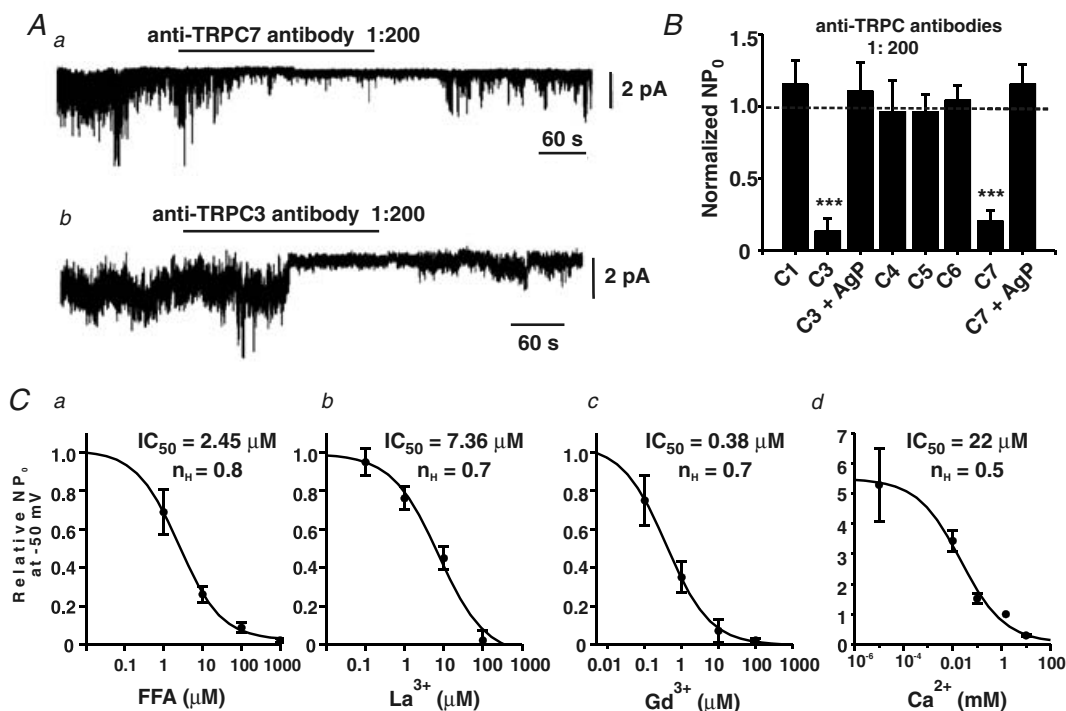 A
a
anti-TRPC7 antibody 1:200
2 pA
60 s
b
anti-TRPC3 antibody 1:200
2 pA
60 s
B
anti-TRPC antibodies
1: 200
Normalized NP₀
1.5
1.0
0.5
0
***
***
C1
C3
C3 + AgP
C4
C5
C6
C7
C7 + AgP
C
a
IC₅₀ = 2.45 μM
n_H = 0.8
Relative NP₀
at -50 mV
1.0
0.8
0.6
0.4
0.2
0
0.1 1 10 100 1000
FFA (μM)
b
IC₅₀ = 7.36 μM
n_H = 0.7
1.0
0.8
0.6
0.4
0.2
0
0.1 1 10 100 1000
La³⁺ (μM)
c
IC₅₀ = 0.38 μM
n_H = 0.7
1.0
0.8
0.6
0.4
0.2
0
0.01 0.1 1 10 100 1000
Gd³⁺ (μM)
d
IC₅₀ = 22 μM
n_H = 0.5
7
6
5
4
3
2
1
0
10⁻⁶ 10⁻⁴ 0.01 1 100
Ca²⁺ (mM)